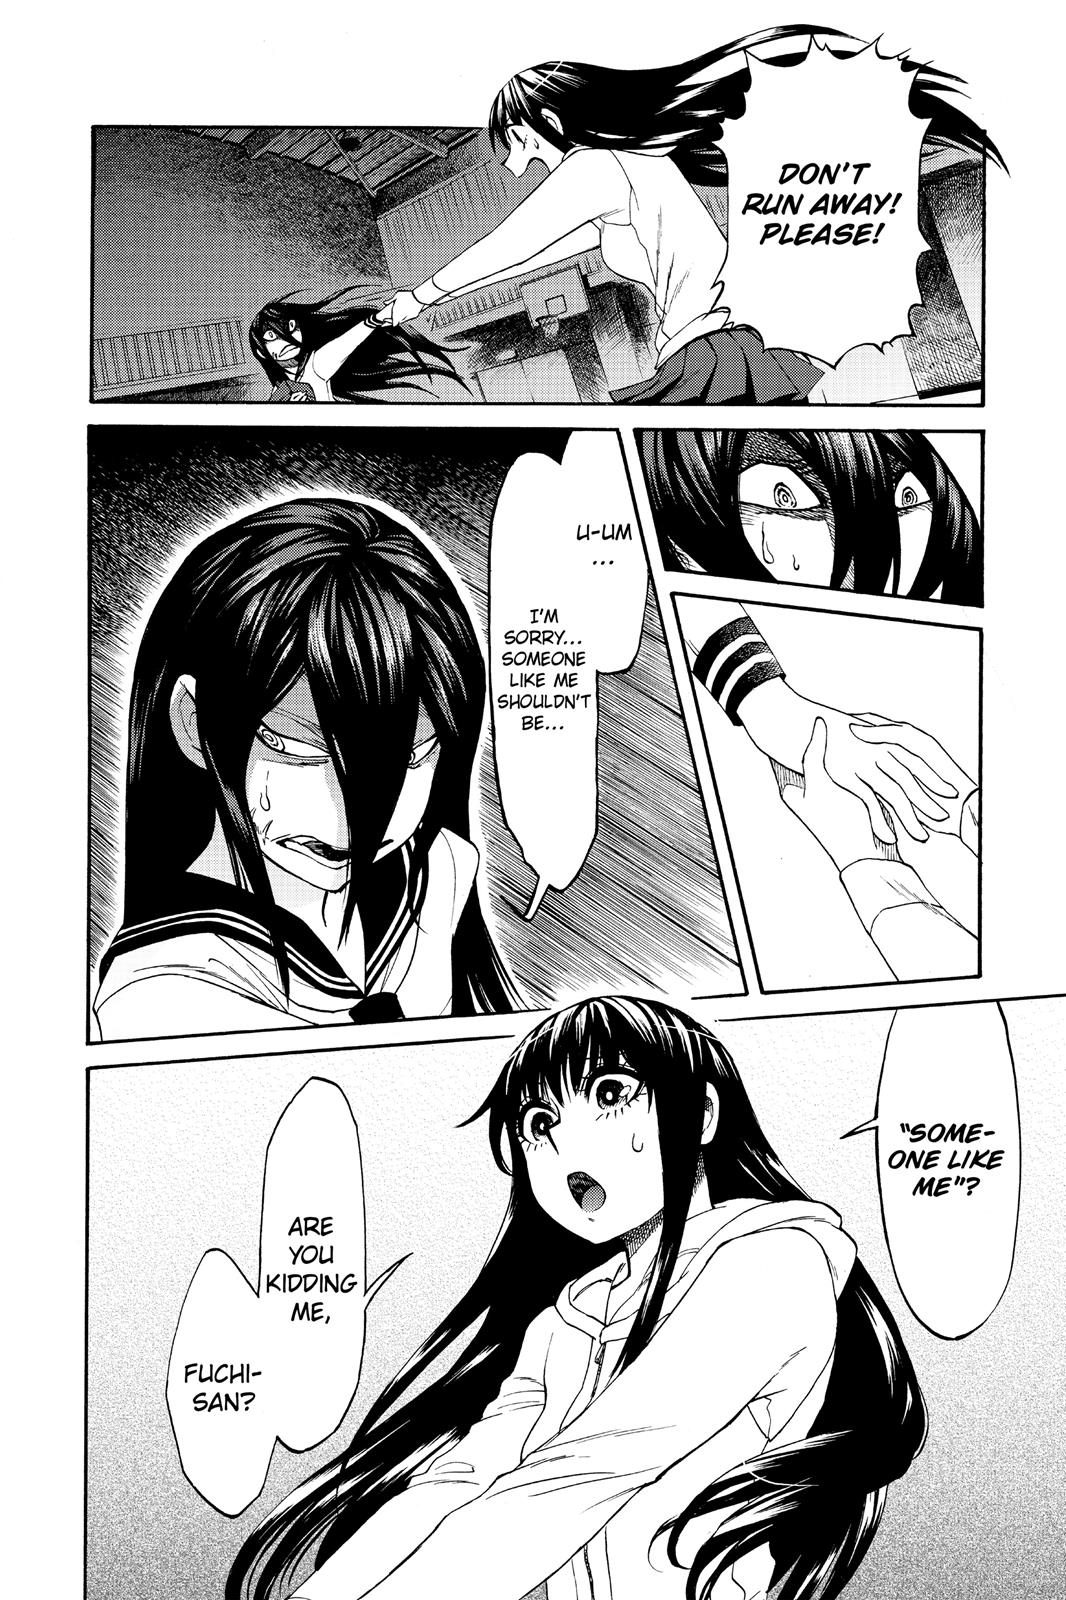 DON'T
RUN AWAY!
PLEASE!
U-UM
...
I'M
SORRY...
SOMEONE
LIKE ME
SHOULDN'T
BE...
"SOME-
ONE LIKE
ME"?
ARE
YOU
KIDDING
ME,
FUCHI-
SAN?